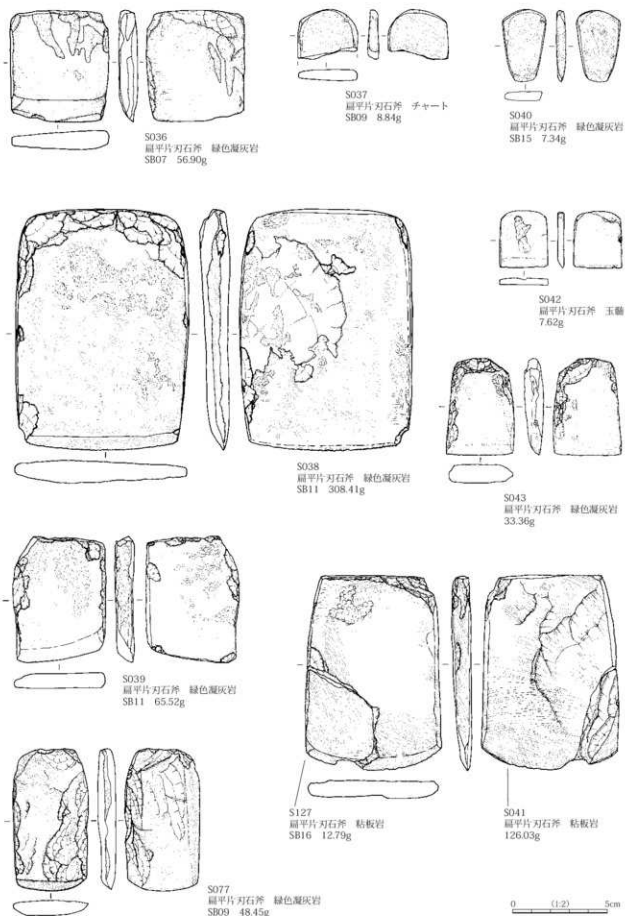 S036
扁平片刃石斧 緑色凝灰岩
SB07 56.90g
S037
扁平片刃石斧 チャート
SB09 8.84g
S040
扁平片刃石斧 緑色凝灰岩
SB15 7.34g
S042
扁平片刃石斧 玉髄
7.62g
S038
扁平片刃石斧 緑色凝灰岩
SB11 308.41g
S043
扁平片刃石斧 緑色凝灰岩
33.36g
S039
扁平片刃石斧 緑色凝灰岩
SB11 65.52g
S127
扁平片刃石斧 粘板岩
SB16 12.79g
S041
扁平片刃石斧 粘板岩
126.03g
S077
扁平片刃石斧 緑色凝灰岩
SB09 48.45g
0 (1:2) 5cm